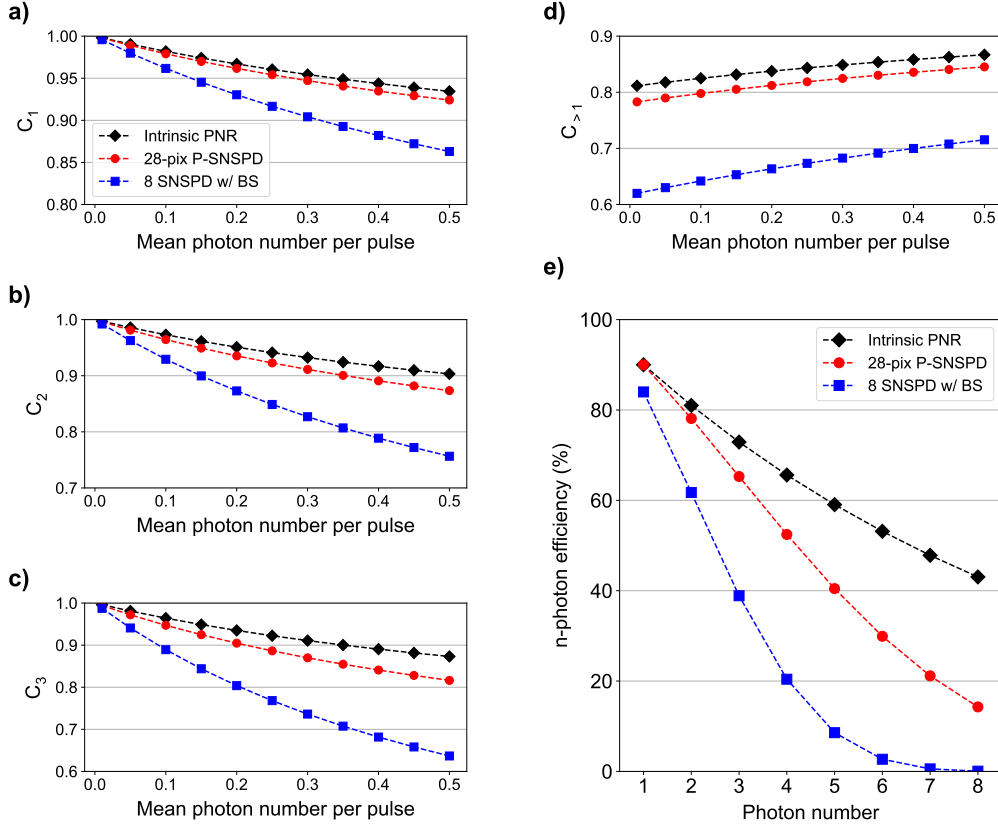 a)
1.00
0.95
0.90
0.85
0.80
C1
Intrinsic PNR
28-pix P-SNSPD
8 SNSPD w/ BS
0.0 0.1 0.2 0.3 0.4 0.5
Mean photon number per pulse
b)
1.0
0.9
0.8
0.7
C2
0.0 0.1 0.2 0.3 0.4 0.5
Mean photon number per pulse
c)
1.0
0.9
0.8
0.7
0.6
C3
0.0 0.1 0.2 0.3 0.4 0.5
Mean photon number per pulse
d)
0.9
0.8
0.7
0.6
C>1
0.0 0.1 0.2 0.3 0.4 0.5
Mean photon number per pulse
e)
100
80
60
40
20
0
n-photon efficiency (%)
Intrinsic PNR
28-pix P-SNSPD
8 SNSPD w/ BS
1 2 3 4 5 6 7 8
Photon number